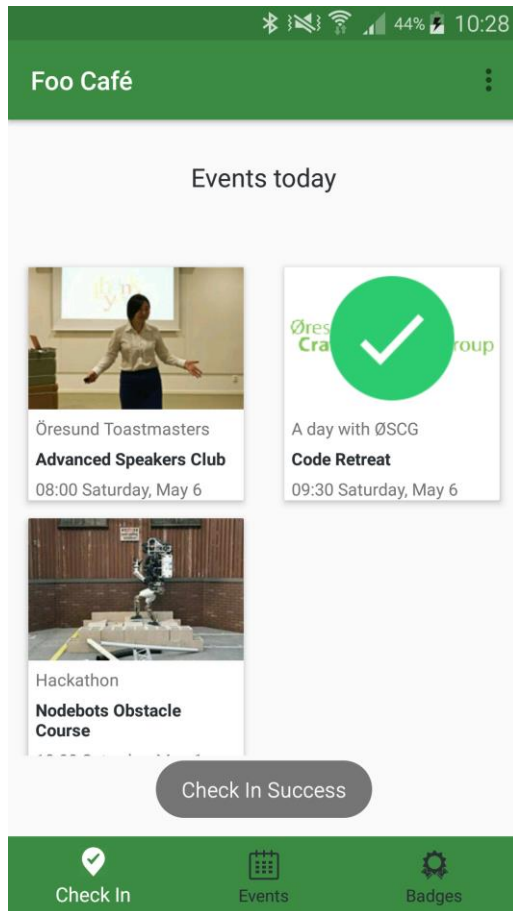 44% 10:28
Foo Café
Events today
Øres
Cra roup
Öresund Toastmasters
Advanced Speakers Club
08:00 Saturday, May 6
A day with ØSCG
Code Retreat
09:30 Saturday, May 6
Hackathon
Nodebots Obstacle
Course
Check In Success
Check In
Events
Badges